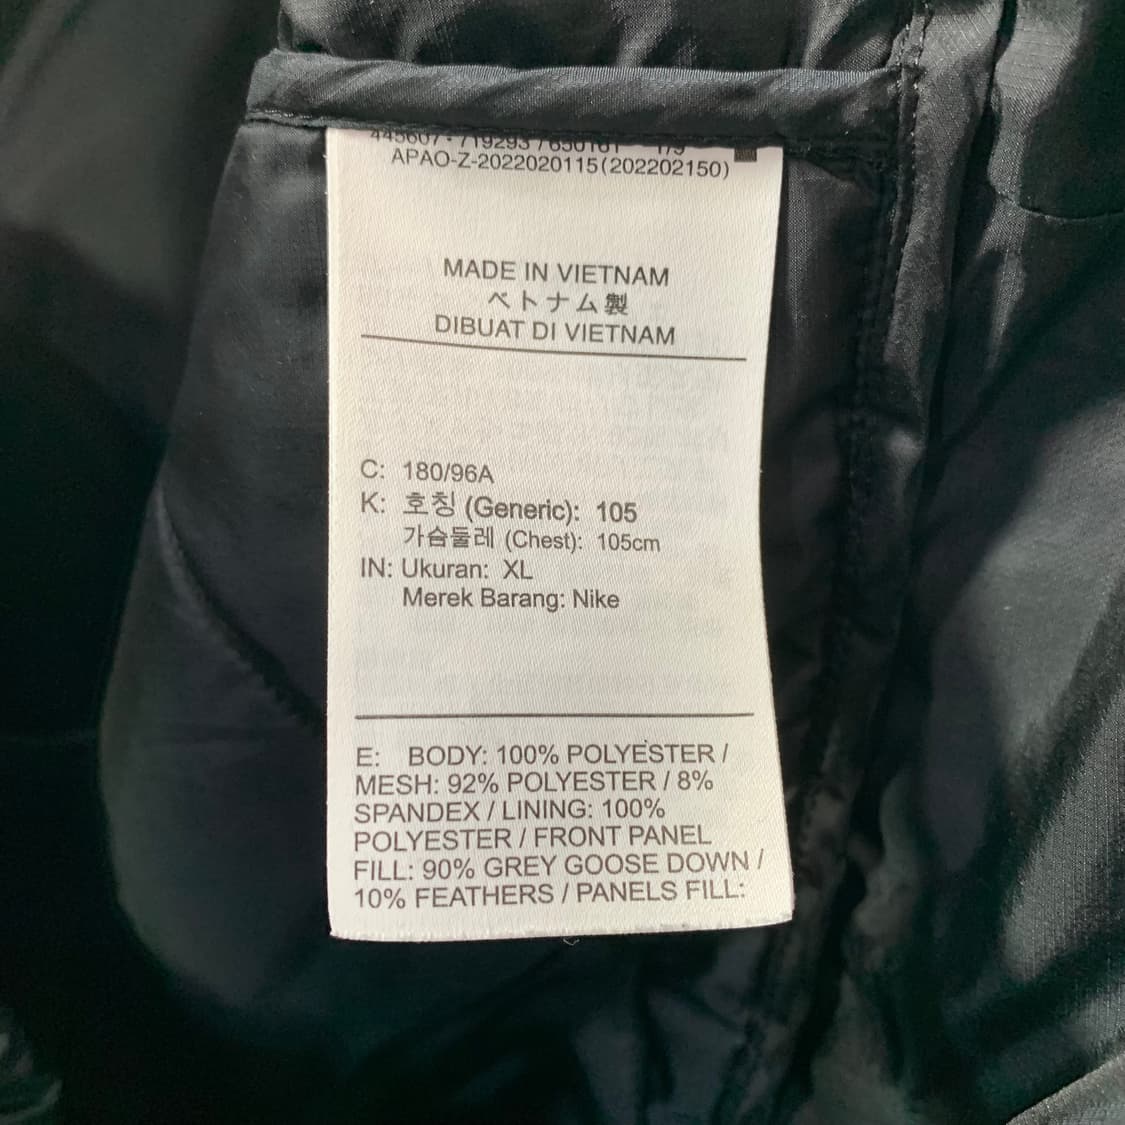 APAO-Z-2022020115(202202150)
MADE IN VIETNAM
ベトナム製
DIBUAT DI VIETNAM
C: 180/96A
K: 호칭 (Generic): 105
가슴둘레 (Chest): 105cm
IN: Ukuran: XL
Merek Barang: Nike
E: BODY: 100% POLYESTER /
MESH: 92% POLYESTER / 8%
SPANDEX / LINING: 100%
POLYESTER / FRONT PANEL
FILL: 90% GREY GOOSE DOWN /
10% FEATHERS / PANELS FILL: